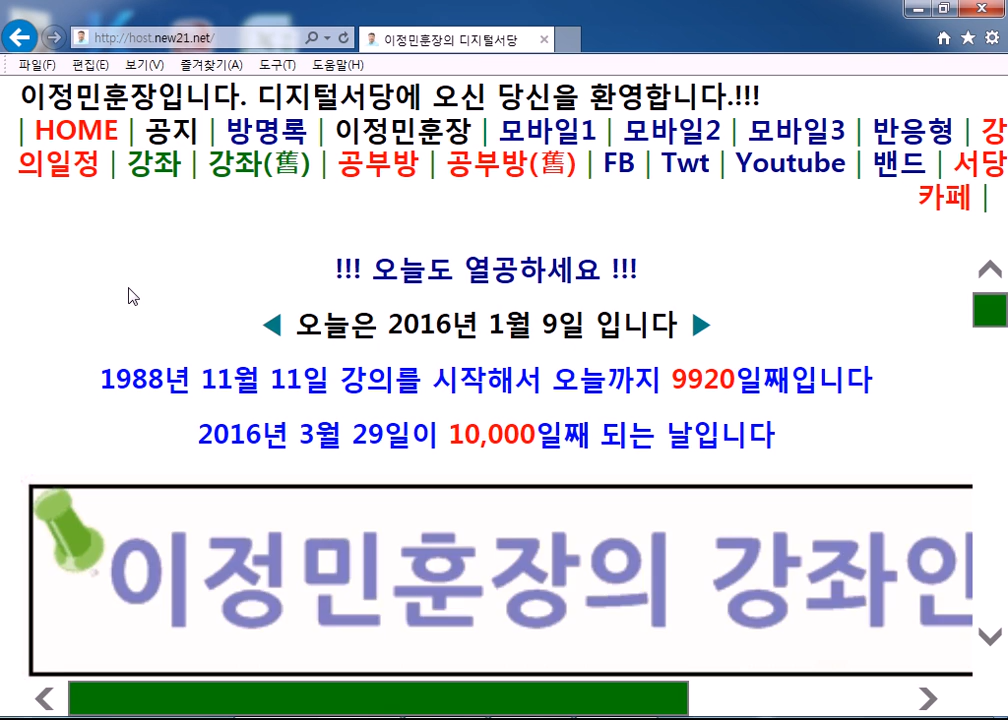 http://host.new21.net/
이정민훈장의 디지털서당
파일(F) 편집(E) 보기(V) 즐겨찾기(A) 도구(T) 도움말(H)
이정민훈장입니다. 디지털서당에 오신 당신을 환영합니다.!!!
| HOME | 공지 | 방명록 | 이정민훈장 | 모바일1 | 모바일2 | 모바일3 | 반응형 | 강
의일정 | 강좌 | 강좌(舊) | 공부방 | 공부방(舊) | FB | Twt | Youtube | 밴드 | 서당
카페 |
!!! 오늘도 열공하세요 !!!
◀ 오늘은 2016년 1월 9일 입니다 ▶
1988년 11월 11일 강의를 시작해서 오늘까지 9920일째입니다
2016년 3월 29일이 10,000일째 되는 날입니다
이정민훈장의 강좌인